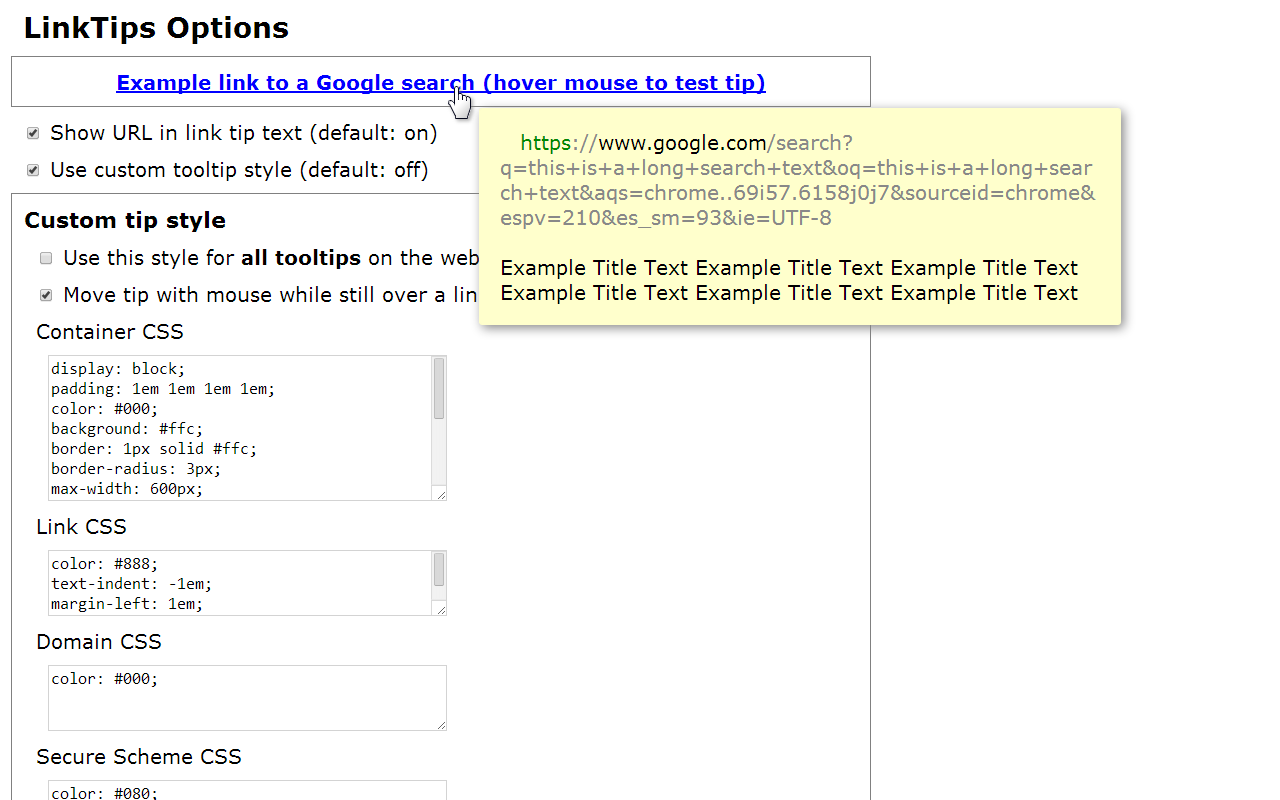 LinkTips Options
Example link to a Google search (hover mouse to test tip)
Show URL in link tip text (default: on)
Use custom tooltip style (default: off)
https://www.google.com/search?
q=this+is+a+long+search+text&oq=this+is+a+long+sear
ch+text&aqs=chrome..69i57.6158j0j7&sourceid=chrome&
espv=210&es_sm=93&ie=UTF-8
Example Title Text Example Title Text Example Title Text
Example Title Text Example Title Text Example Title Text
Custom tip style
Use this style for all tooltips on the web
Move tip with mouse while still over a lin
Container CSS
display: block;
padding: 1em 1em 1em 1em;
color: #000;
background: #ffc;
border: 1px solid #ffc;
border-radius: 3px;
max-width: 600px;
Link CSS
color: #888;
text-indent: -1em;
margin-left: 1em;
Domain CSS
color: #000;
Secure Scheme CSS
color: #080;